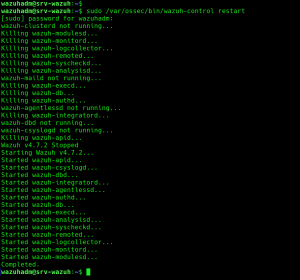 wazuhadm@srv-wazuh:~$
wazuhadm@srv-wazuh:~$ sudo /var/ossec/bin/wazuh-control restart
[sudo] password for wazuhadm:
wazuh-clusterd not running...
Killing wazuh-modulesd...
Killing wazuh-monitord...
Killing wazuh-logcollector...
Killing wazuh-remoted...
Killing wazuh-syscheckd...
Killing wazuh-analysisd...
wazuh-maild not running...
Killing wazuh-execd...
Killing wazuh-db...
Killing wazuh-authd...
wazuh-agentlessd not running...
Killing wazuh-integratord...
wazuh-dbd not running...
wazuh-csyslogd not running...
Killing wazuh-apid...
Wazuh v4.7.2 Stopped
Starting Wazuh v4.7.2...
Started wazuh-apid...
Started wazuh-csyslogd...
Started wazuh-dbd...
Started wazuh-integratord...
Started wazuh-agentlessd...
Started wazuh-authd...
Started wazuh-db...
Started wazuh-execd...
Started wazuh-analysisd...
Started wazuh-syscheckd...
Started wazuh-remoted...
Started wazuh-logcollector...
Started wazuh-monitord...
Started wazuh-modulesd...
Completed.
wazuhadm@srv-wazuh:~$